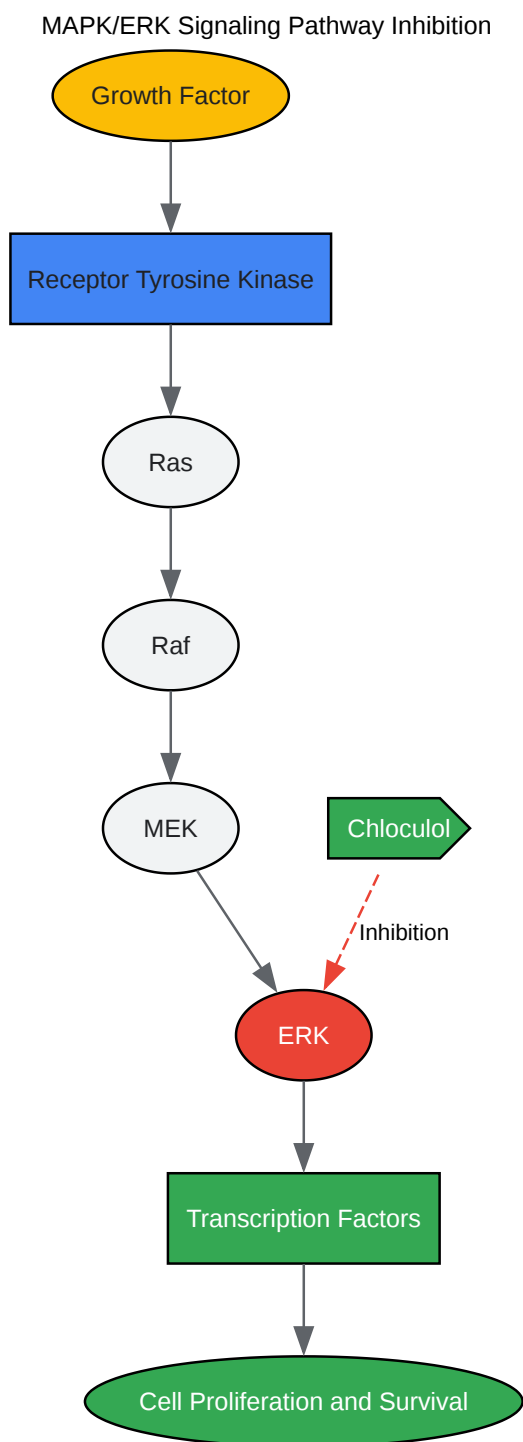 MAPK/ERK Signaling Pathway Inhibition
Growth Factor
Receptor Tyrosine Kinase
Ras
Raf
MEK
Chloculol
Inhibition
ERK
Transcription Factors
Cell Proliferation and Survival